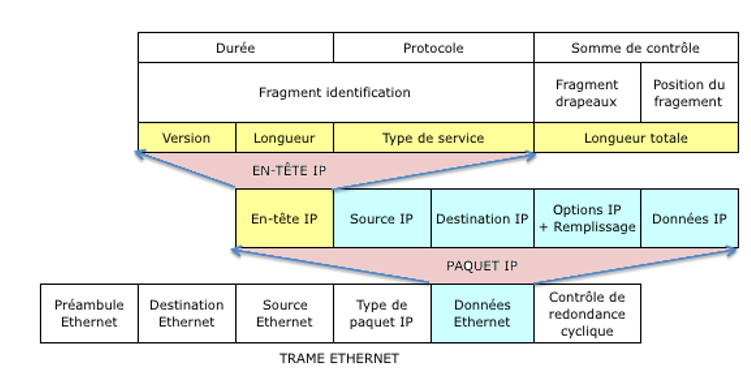 Durée Protocole Somme de contrôle
Fragment identification
Fragment
drapeaux
Position du
fragement
Version Longueur Type de service Longueur totale
EN-TÊTE IP
En-tête IP Source IP Destination IP
Options IP
+ Remplissage
Données IP
PAQUET IP
Préambule
Ethernet
Destination
Ethernet
Source
Ethernet
Type de
paquet IP
Données
Ethernet
Contrôle de
redondance
cyclique
TRAME ETHERNET